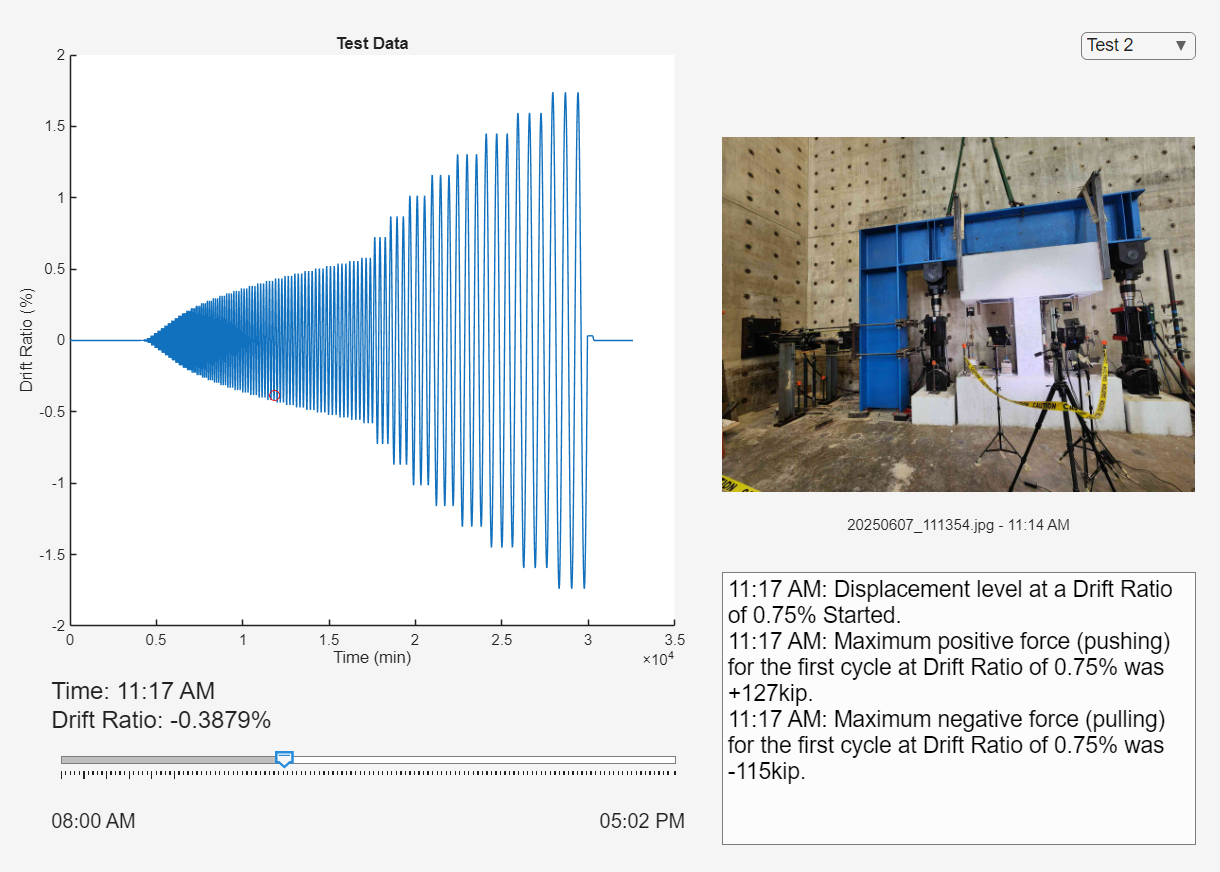 Test Data
Test 2
2
1.5
1
0.5
0
-0.5
-1
-1.5
-2
Drift Ratio (%)
0
0.5
1
1.5
2
2.5
3
3.5
Time (min)
×10⁴
CAUTION
CAUTION
20250607_111354.jpg - 11:14 AM
Time: 11:17 AM
Drift Ratio: -0.3879%
08:00 AM
05:02 PM
11:17 AM: Displacement level at a Drift Ratio
of 0.75% Started.
11:17 AM: Maximum positive force (pushing)
for the first cycle at Drift Ratio of 0.75% was
+127kip.
11:17 AM: Maximum negative force (pulling)
for the first cycle at Drift Ratio of 0.75% was
-115kip.